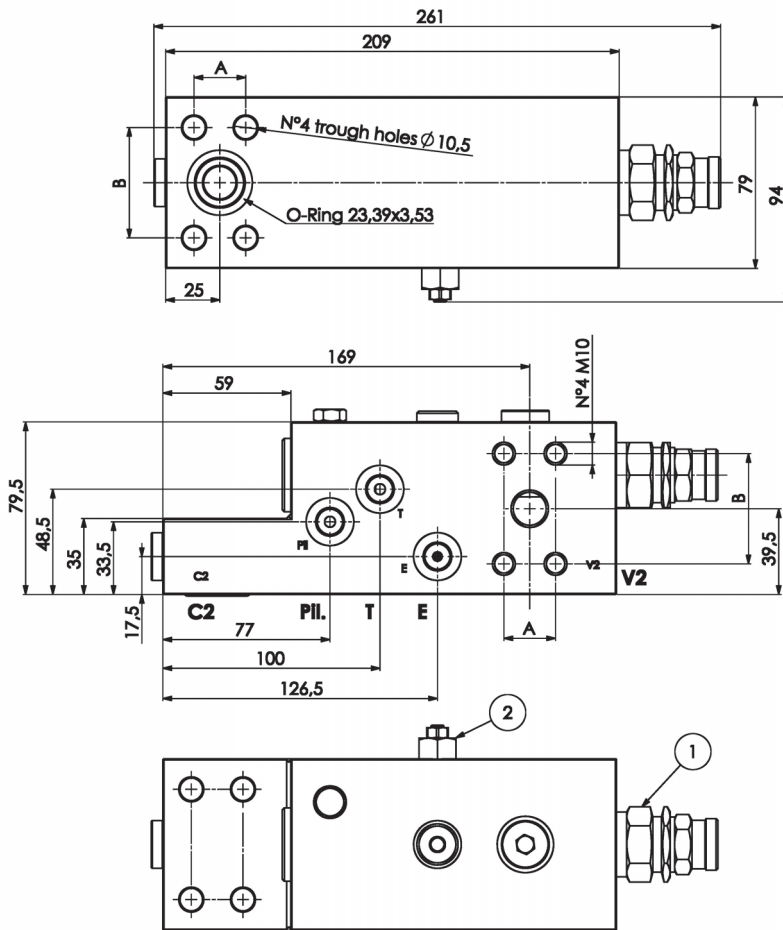 261
209
A
N°4 trough holes Ø 10,5
B
O-Ring 23,39x3,53
79
94
25
169
59
N°4 M10
79,5
48,5
35
33,5
17,5
T
Pil
E
C2
V2
B
39,5
C2
Pil.
T
E
V2
77
A
100
126,5
2
1